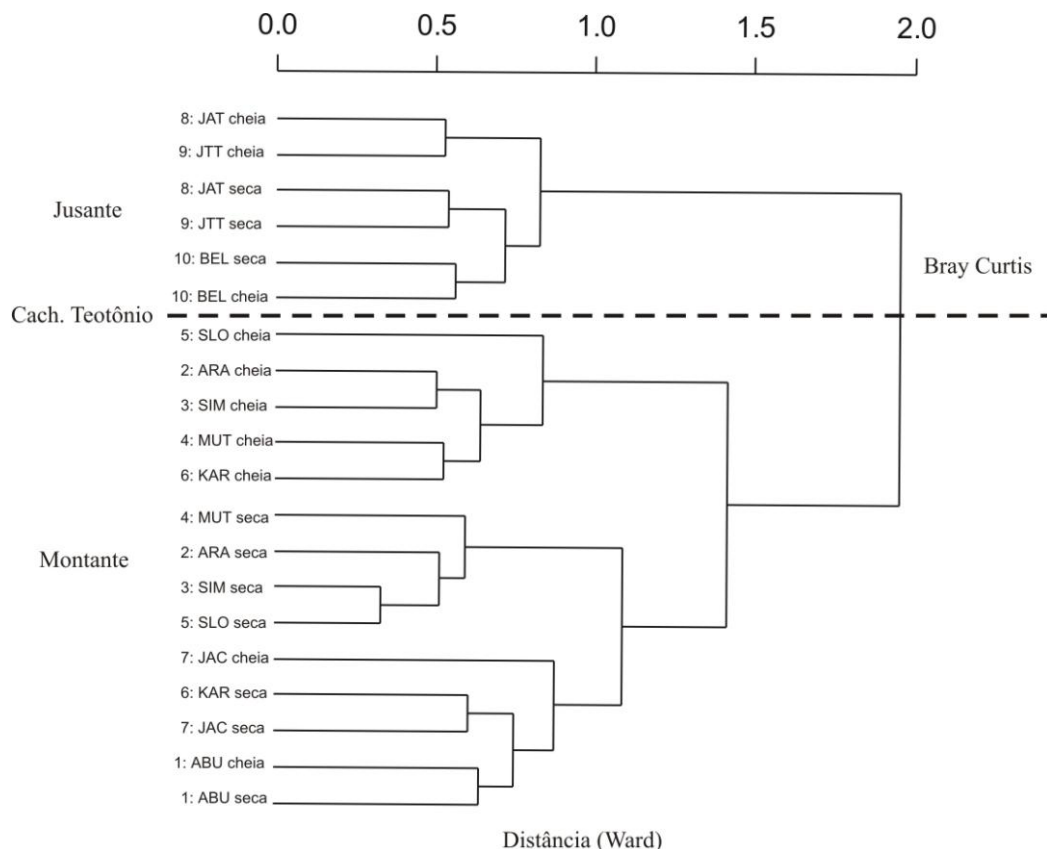 0.0 0.5 1.0 1.5 2.0
8: JAT cheia
9: JTT cheia
8: JAT seca
Jusante
9: JTT seca
10: BEL seca
Bray Curtis
10: BEL cheia
Cach. Teotônio
5: SLO cheia
2: ARA cheia
3: SIM cheia
4: MUT cheia
6: KAR cheia
4: MUT seca
2: ARA seca
Montante
3: SIM seca
5: SLO seca
7: JAC cheia
6: KAR seca
7: JAC seca
1: ABU cheia
1: ABU seca
Distância (Ward)